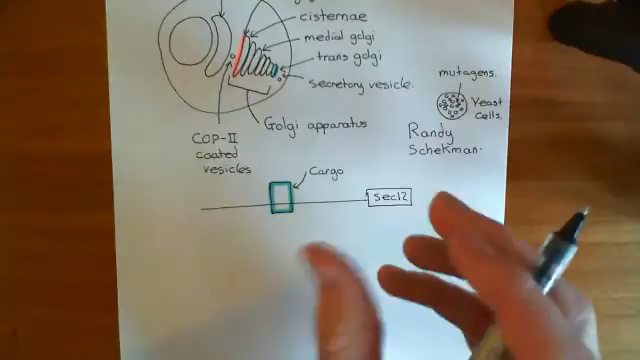 cisternae
medial golgi
trans golgi
secretory vesicle.
Golgi apparatus
COP-II
coated
vesicles
mutagens.
Yeast
cells.
Randy
Schekman.
Cargo
Sec12